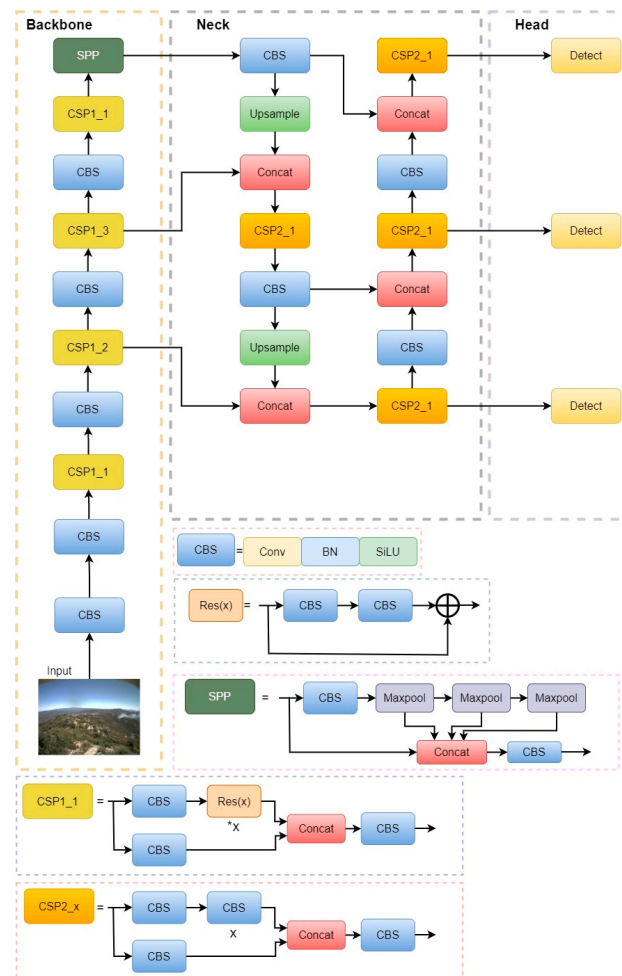 Backbone
Neck
Head
SPP
CBS
CSP2_1
Detect
CSP1_1
Upsample
Concat
CBS
Concat
CBS
CSP1_3
CSP2_1
CSP2_1
Detect
CBS
CBS
Concat
CSP1_2
Upsample
CBS
CBS
Concat
CSP2_1
Detect
CSP1_1
CBS
CBS
Input
CBS = Conv BN SiLU
Res(x) = CBS CBS
SPP = CBS Maxpool Maxpool Maxpool
Concat CBS
CSP1_1 = CBS Res(x)
*x
CBS Concat CBS
CSP2_x = CBS CBS
x
CBS Concat CBS